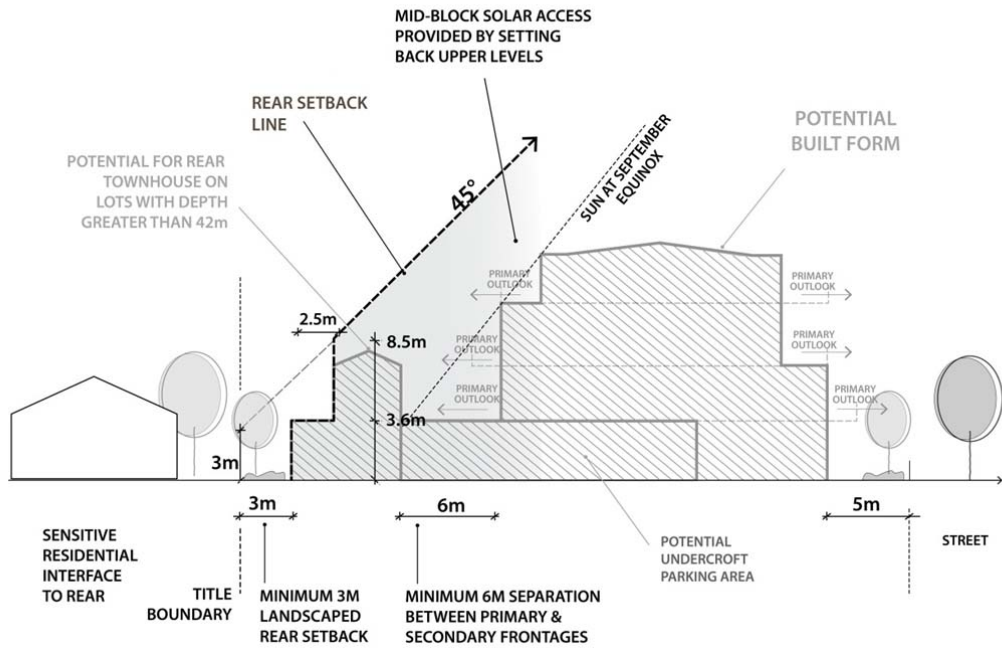 MID-BLOCK SOLAR ACCESS
PROVIDED BY SETTING
BACK UPPER LEVELS
REAR SETBACK
LINE
POTENTIAL
BUILT FORM
POTENTIAL FOR REAR
TOWNHOUSE ON
LOTS WITH DEPTH
GREATER THAN 42m
45°
SUN AT SEPTEMBER
EQUINOX
PRIMARY
OUTLOOK
PRIMARY
OUTLOOK
2.5m
8.5m
PRIMARY
OUTLOOK
PRIMARY
OUTLOOK
PRIMARY
OUTLOOK
PRIMARY
OUTLOOK
3.6m
3m
3m
6m
5m
SENSITIVE
RESIDENTIAL
INTERFACE
TO REAR
TITLE
BOUNDARY
MINIMUM 3M
LANDSCAPED
REAR SETBACK
MINIMUM 6M SEPARATION
BETWEEN PRIMARY &
SECONDARY FRONTAGES
POTENTIAL
UNDERCROFT
PARKING AREA
STREET